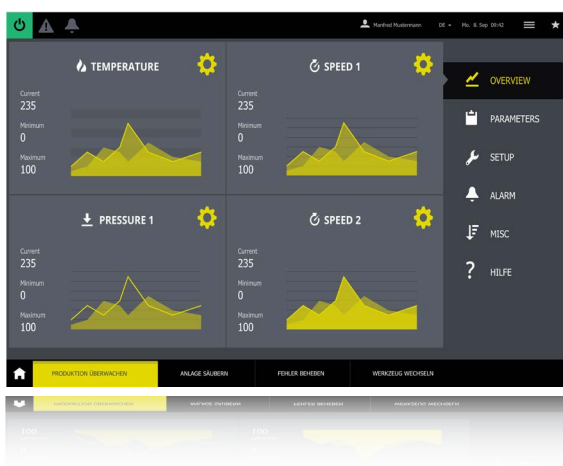 Manfred Mustermann DE Mo. 8. Sep 09:42
TEMPERATURE
Current
235
Minimum
0
Maximum
100
SPEED 1
Current
235
Minimum
0
Maximum
100
PRESSURE 1
Current
235
Minimum
0
Maximum
100
SPEED 2
Current
235
Minimum
0
Maximum
100
OVERVIEW
PARAMETERS
SETUP
ALARM
MISC
? HILFE
PRODUKTION ÜBERWACHEN ANLAGE SÄUBERN FEHLER BEHEBEN WERKZEUG WECHSELN